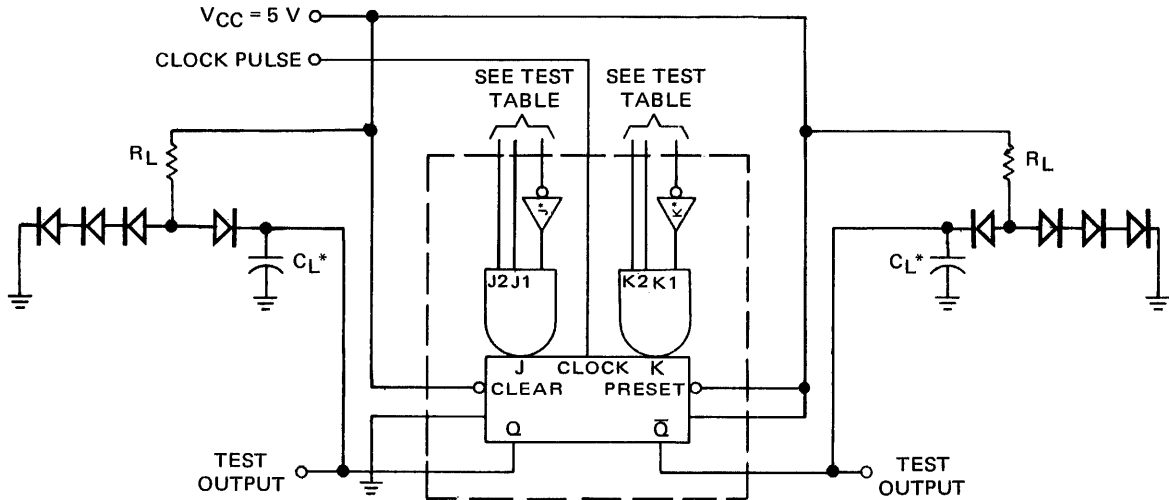 VCC = 5 V
CLOCK PULSE
SEE TEST
TABLE
SEE TEST
TABLE
RL
RL
J*
K*
CL*
CL*
J2 J1
K2 K1
J CLOCK K
CLEAR PRESET
Q Q̅
TEST
OUTPUT
TEST
OUTPUT